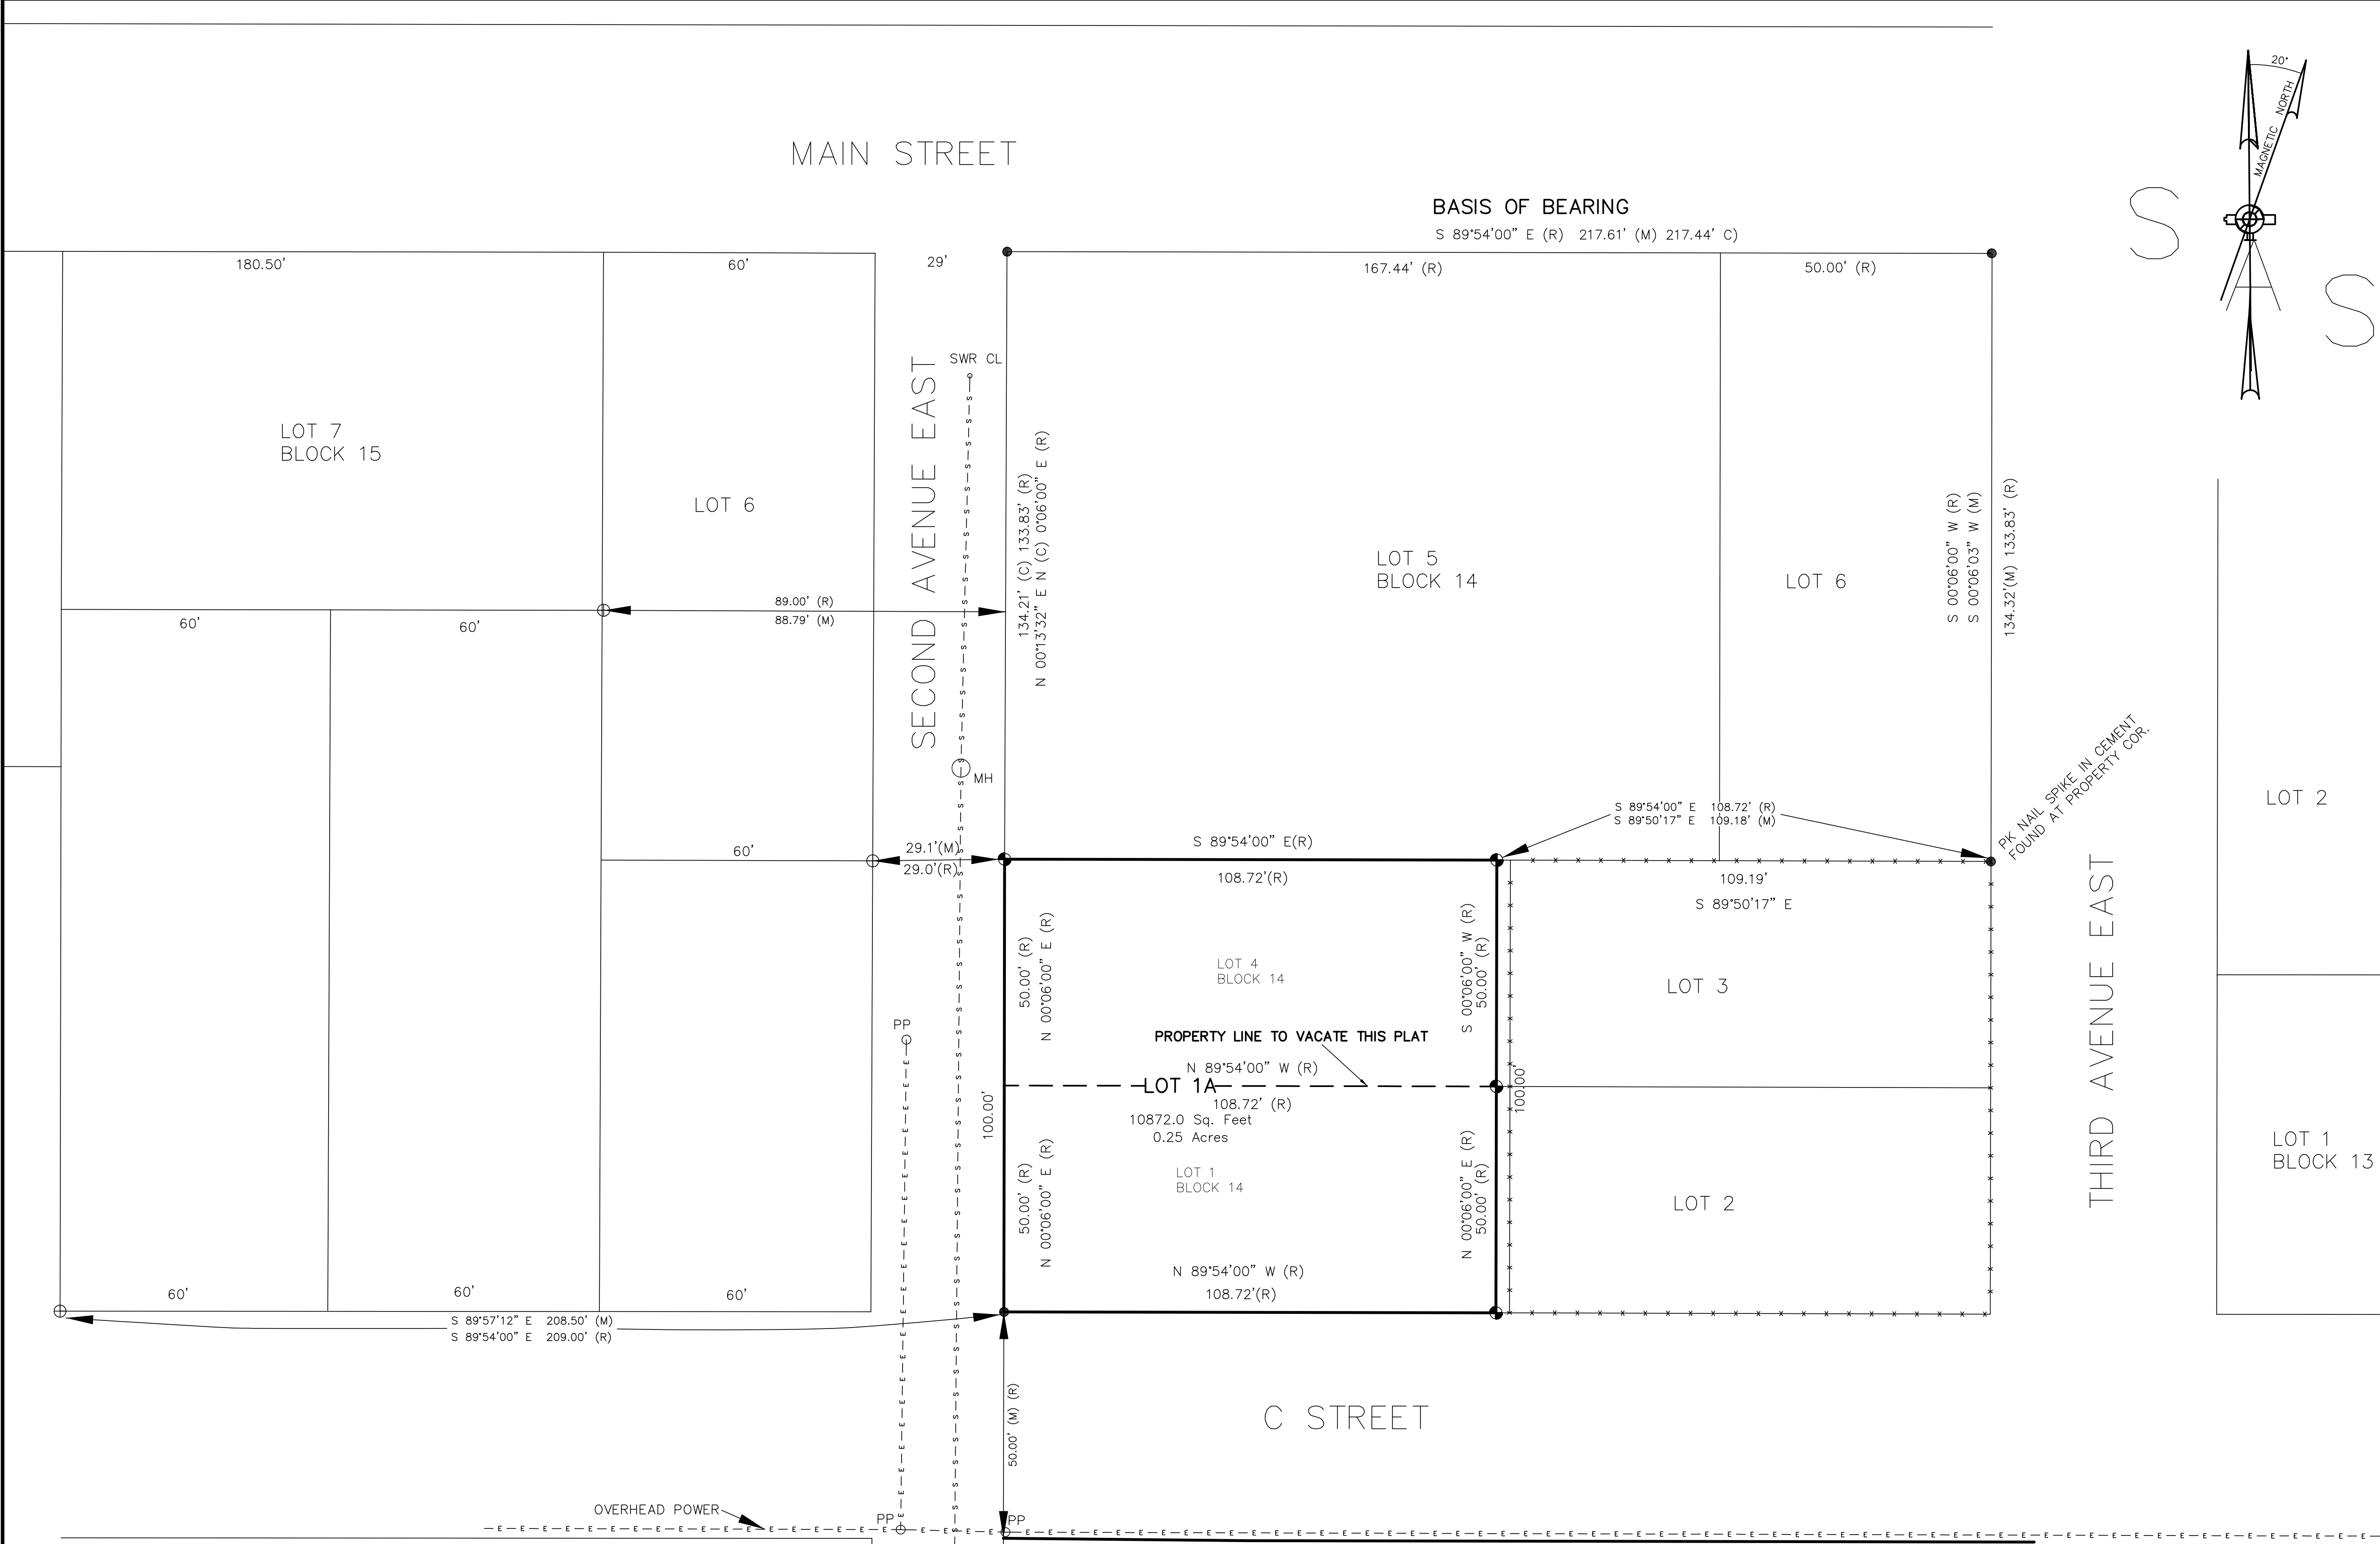 20°
MAGNETIC NORTH
MAIN STREET
S
S
BASIS OF BEARING
S 89°54'00" E (R) 217.61' (M) 217.44' C)
180.50'
60'
29'
167.44' (R)
50.00' (R)
SWR CL
SECOND AVENUE EAST
134.21' (C) 133.83' (R)
N 00°13'32" E N (C) 0°06'00" E (R)
LOT 7
BLOCK 15
LOT 6
LOT 5
BLOCK 14
LOT 6
S 00°06'00" W (R)
S 00°06'03" W (M)
134.32'(M) 133.83' (R)
89.00' (R)
88.79' (M)
60'
60'
MH
PK NAIL SPIKE IN CEMENT
FOUND AT PROPERTY COR.
LOT 2
S 89°54'00" E 108.72' (R)
S 89°50'17" E 109.18' (M)
60'
29.1'(M)
29.0'(R)
S 89°54'00" E(R)
108.72'(R)
109.19'
S 89°50'17" E
THIRD AVENUE EAST
50.00' (R)
N 00°06'00" E (R)
S 00°06'00" W (R)
50.00' (R)
LOT 4
BLOCK 14
LOT 3
PP
PROPERTY LINE TO VACATE THIS PLAT
N 89°54'00" W (R)
LOT 1A
108.72' (R)
10872.0 Sq. Feet
0.25 Acres
100.00'
100.00'
LOT 1
BLOCK 14
50.00' (R)
N 00°06'00" E (R)
N 00°06'00" E (R)
50.00' (R)
LOT 2
LOT 1
BLOCK 13
N 89°54'00" W (R)
108.72'(R)
60'
60'
60'
S 89°57'12" E 208.50' (M)
S 89°54'00" E 209.00' (R)
50.00' (M) (R)
C STREET
OVERHEAD POWER
PP
PP